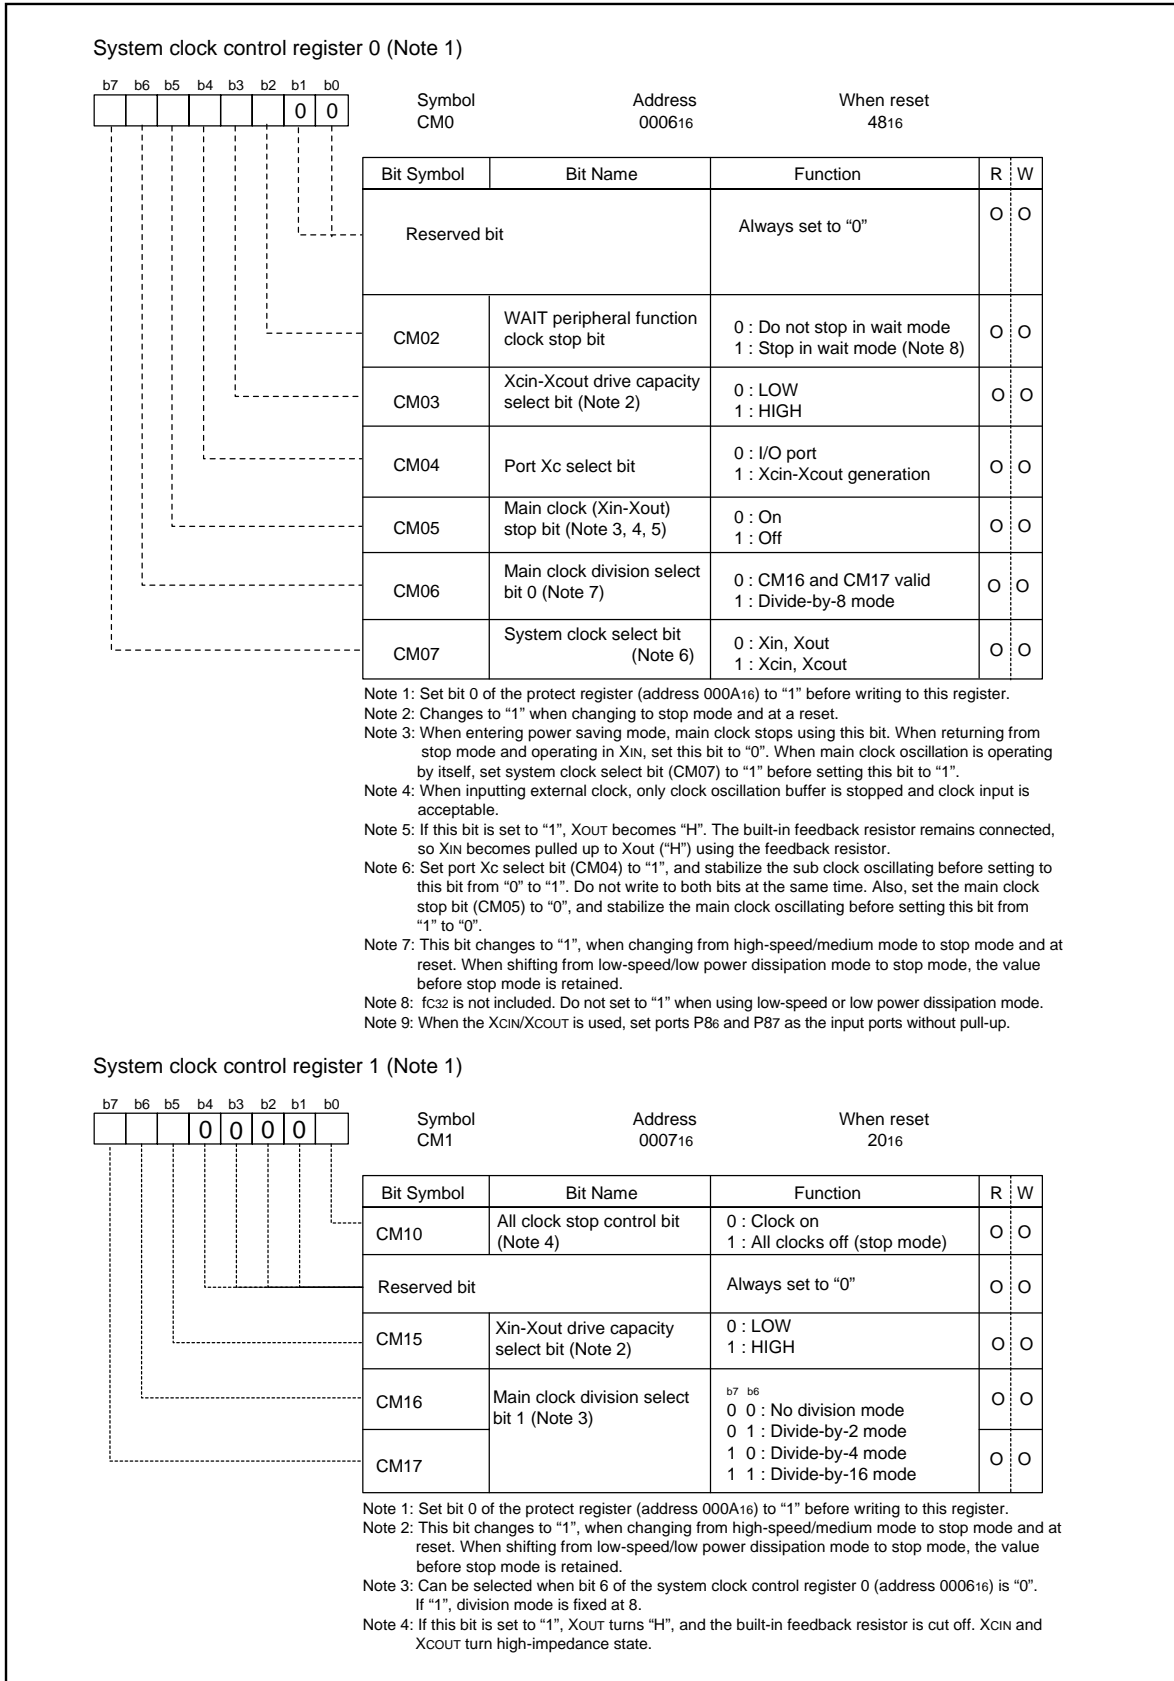 System clock control register 0 (Note 1)
b7 b6 b5 b4 b3 b2 b1 b0
0 0
Symbol Address When reset
CM0 000616 4816
Bit Symbol Bit Name Function R W
Reserved bit Always set to “0” O O
CM02 WAIT peripheral function clock stop bit 0 : Do not stop in wait mode O O
1 : Stop in wait mode (Note 8)
CM03 Xcin-Xcout drive capacity select bit (Note 2) 0 : LOW O O
1 : HIGH
CM04 Port Xc select bit 0 : I/O port O O
1 : Xcin-Xcout generation
CM05 Main clock (Xin-Xout) stop bit (Note 3, 4, 5) 0 : On O O
1 : Off
CM06 Main clock division select bit 0 (Note 7) 0 : CM16 and CM17 valid O O
1 : Divide-by-8 mode
CM07 System clock select bit (Note 6) 0 : Xin, Xout O O
1 : Xcin, Xcout
Note 1: Set bit 0 of the protect register (address 000A16) to “1” before writing to this register.
Note 2: Changes to “1” when changing to stop mode and at a reset.
Note 3: When entering power saving mode, main clock stops using this bit. When returning from
stop mode and operating in XIN, set this bit to “0”. When main clock oscillation is operating
by itself, set system clock select bit (CM07) to “1” before setting this bit to “1”.
Note 4: When inputting external clock, only clock oscillation buffer is stopped and clock input is
acceptable.
Note 5: If this bit is set to “1”, XOUT becomes “H”. The built-in feedback resistor remains connected,
so XIN becomes pulled up to Xout (“H”) using the feedback resistor.
Note 6: Set port Xc select bit (CM04) to “1”, and stabilize the sub clock oscillating before setting to
this bit from “0” to “1”. Do not write to both bits at the same time. Also, set the main clock
stop bit (CM05) to “0”, and stabilize the main clock oscillating before setting this bit from
“1” to “0”.
Note 7: This bit changes to “1”, when changing from high-speed/medium mode to stop mode and at
reset. When shifting from low-speed/low power dissipation mode to stop mode, the value
before stop mode is retained.
Note 8: fC32 is not included. Do not set to “1” when using low-speed or low power dissipation mode.
Note 9: When the XCIN/XCOUT is used, set ports P86 and P87 as the input ports without pull-up.
System clock control register 1 (Note 1)
b7 b6 b5 b4 b3 b2 b1 b0
0 0 0 0
Symbol Address When reset
CM1 000716 2016
Bit Symbol Bit Name Function R W
CM10 All clock stop control bit (Note 4) 0 : Clock on O O
1 : All clocks off (stop mode)
Reserved bit Always set to “0” O O
CM15 Xin-Xout drive capacity select bit (Note 2) 0 : LOW O O
1 : HIGH
CM16 Main clock division select bit 1 (Note 3) b7 b6 O O
0 0 : No division mode
0 1 : Divide-by-2 mode
CM17 1 0 : Divide-by-4 mode O O
1 1 : Divide-by-16 mode
Note 1: Set bit 0 of the protect register (address 000A16) to “1” before writing to this register.
Note 2: This bit changes to “1”, when changing from high-speed/medium mode to stop mode and at
reset. When shifting from low-speed/low power dissipation mode to stop mode, the value
before stop mode is retained.
Note 3: Can be selected when bit 6 of the system clock control register 0 (address 000616) is “0”.
If “1”, division mode is fixed at 8.
Note 4: If this bit is set to “1”, XOUT turns “H”, and the built-in feedback resistor is cut off. XCIN and
XCOUT turn high-impedance state.